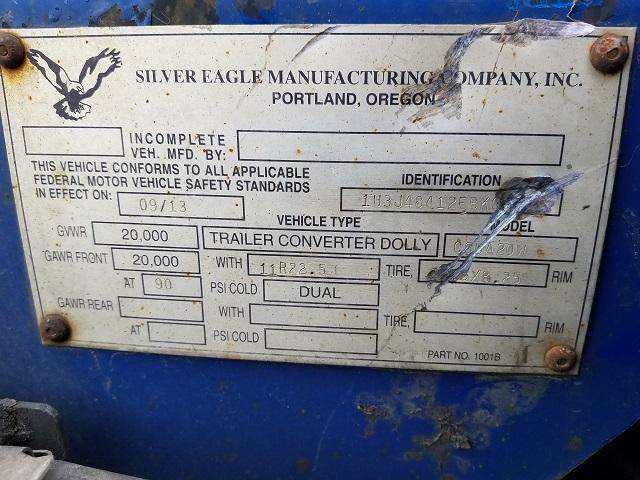 SILVER EAGLE MANUFACTURING COMPANY, INC.
PORTLAND, OREGON
INCOMPLETE
VEH. MFD. BY:
THIS VEHICLE CONFORMS TO ALL APPLICABLE
FEDERAL MOTOR VEHICLE SAFETY STANDARDS
IN EFFECT ON: 09/13
IDENTIFICATION
VEHICLE TYPE MODEL
GVWR 20,000 TRAILER CONVERTER DOLLY
GAWR FRONT 20,000 WITH TIRE, RIM
AT 90 PSI COLD DUAL
GAWR REAR WITH TIRE, RIM
AT PSI COLD
PART NO. 1001B